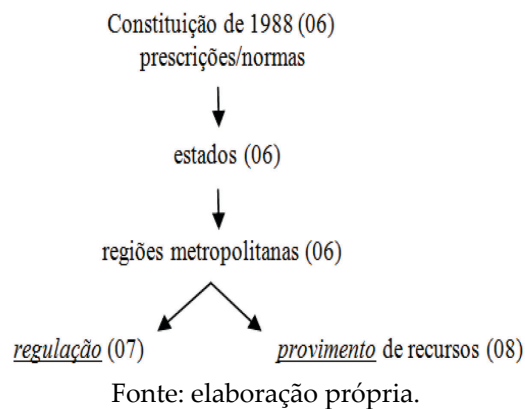 Constituição de 1988 (06)
prescrições/normas
estados (06)
regiões metropolitanas (06)
regulação (07)
provimento de recursos (08)
Fonte: elaboração própria.